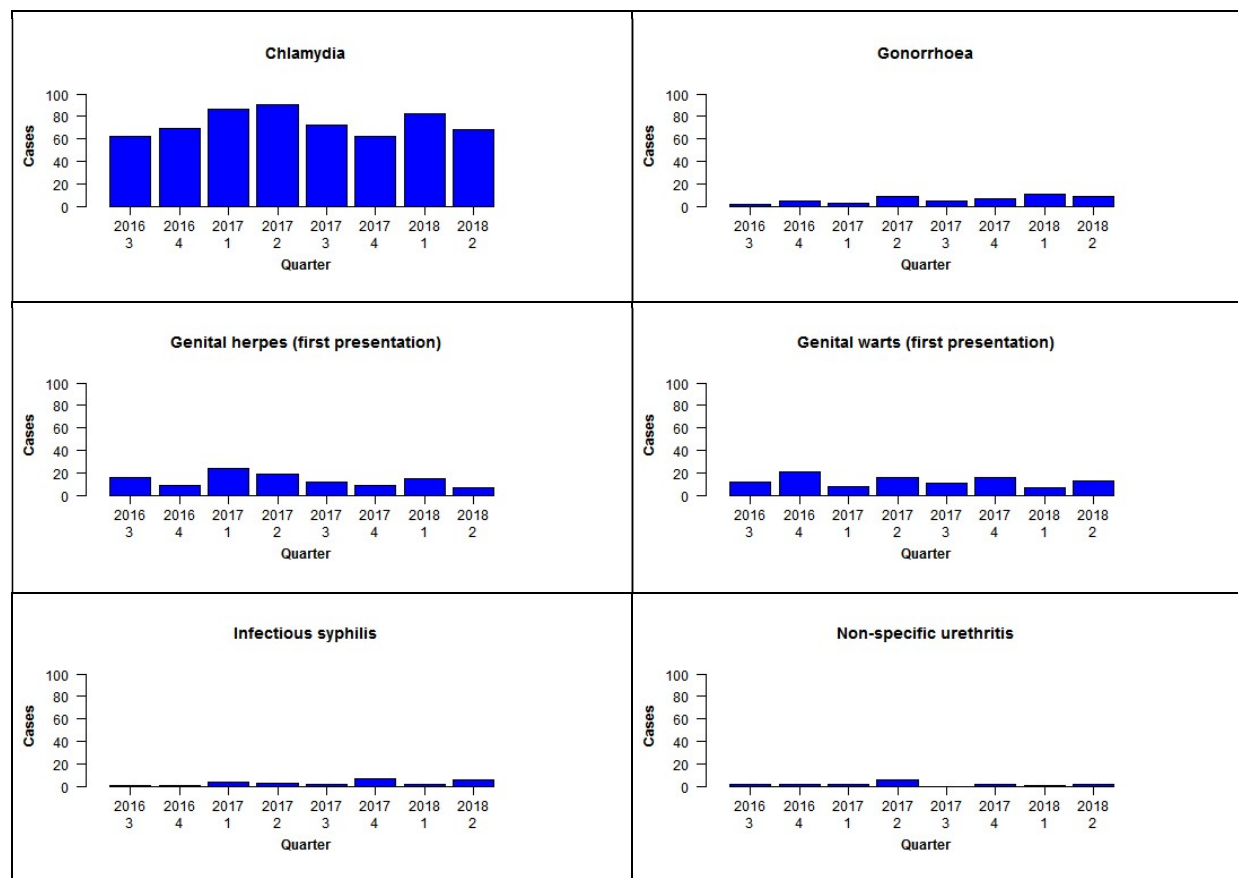 Chlamydia
100
80
60
40
20
0
Cases
2016 2016 2017 2017 2017 2017 2018 2018
3 4 1 2 3 4 1 2
Quarter
Gonorrhoea
100
80
60
40
20
0
Cases
2016 2016 2017 2017 2017 2017 2018 2018
3 4 1 2 3 4 1 2
Quarter
Genital herpes (first presentation)
100
80
60
40
20
0
Cases
2016 2016 2017 2017 2017 2017 2018 2018
3 4 1 2 3 4 1 2
Quarter
Genital warts (first presentation)
100
80
60
40
20
0
Cases
2016 2016 2017 2017 2017 2017 2018 2018
3 4 1 2 3 4 1 2
Quarter
Infectious syphilis
100
80
60
40
20
0
Cases
2016 2016 2017 2017 2017 2017 2018 2018
3 4 1 2 3 4 1 2
Quarter
Non-specific urethritis
100
80
60
40
20
0
Cases
2016 2016 2017 2017 2017 2017 2018 2018
3 4 1 2 3 4 1 2
Quarter